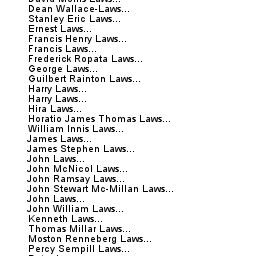 Dean Wallace-Laws...
Stanley Eric Laws...
Ernest Laws...
Francis Henry Laws...
Francis Laws...
Frederick Ropata Laws...
George Laws...
Guilbert Rainton Laws...
Harry Laws...
Harry Laws...
Hira Laws...
Horatio James Thomas Laws...
William Innis Laws...
James Laws...
James Stephen Laws...
John Laws...
John McNicol Laws...
John Ramsay Laws...
John Stewart Mc-Millan Laws...
John Laws...
John William Laws...
Kenneth Laws...
Thomas Millar Laws...
Moston Renneberg Laws...
Percy Sempill Laws...